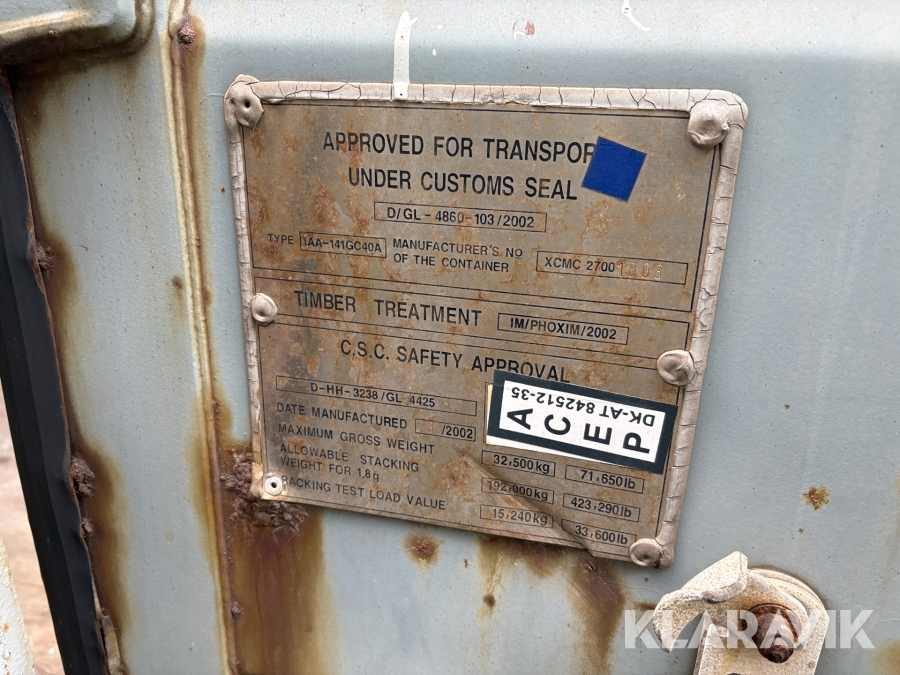 APPROVED FOR TRANSPOR
UNDER CUSTOMS SEAL
D/GL-4860-103/2002
TYPE 1AA-141GC40A MANUFACTURER'S NO OF THE CONTAINER XCMC 2700
TIMBER TREATMENT IM/PHOXIM/2002
C.S.C. SAFETY APPROVAL
D-HH-3238/GL 4425
ACEP
DK-AT 842512-35
DATE MANUFACTURED /2002
MAXIMUM GROSS WEIGHT 32,500kg 71,650lb
ALLOWABLE STACKING WEIGHT FOR 1,8g 192,000kg 423,290lb
RACKING TEST LOAD VALUE 15,240kg 33,600lb
KLARAVIK